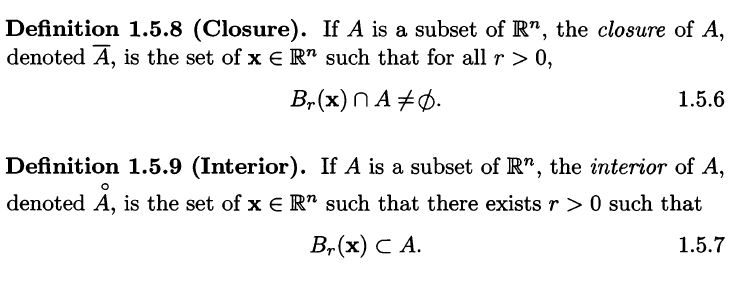 Definition 1.5.8 (Closure). If A is a subset of ℝⁿ, the closure of A,
denoted A̅, is the set of x ∈ ℝⁿ such that for all r > 0,
Bᵣ(x) ∩ A ≠ ϕ. 1.5.6
Definition 1.5.9 (Interior). If A is a subset of ℝⁿ, the interior of A,
denoted Å, is the set of x ∈ ℝⁿ such that there exists r > 0 such that
Bᵣ(x) ⊂ A. 1.5.7